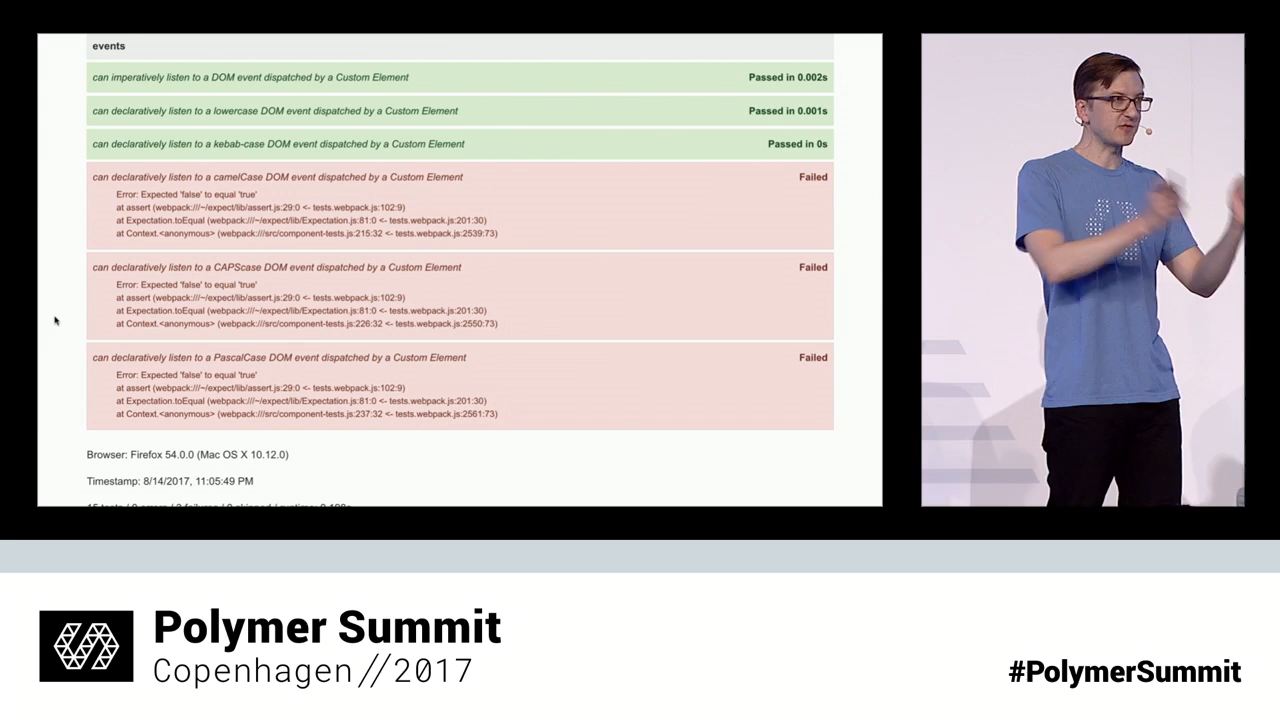 events
can imperatively listen to a DOM event dispatched by a Custom Element Passed in 0.002s
can declaratively listen to a lowercase DOM event dispatched by a Custom Element Passed in 0.001s
can declaratively listen to a kebab-case DOM event dispatched by a Custom Element Passed in 0s
can declaratively listen to a camelCase DOM event dispatched by a Custom Element Failed
Error: Expected 'false' to equal 'true'
at assert (webpack:///~/expect/lib/assert.js:29:0 <- tests.webpack.js:102:9)
at Expectation.toEqual (webpack:///~/expect/lib/Expectation.js:81:0 <- tests.webpack.js:201:30)
at Context.<anonymous> (webpack:///src/component-tests.js:215:32 <- tests.webpack.js:2539:73)
can declaratively listen to a CAPScase DOM event dispatched by a Custom Element Failed
Error: Expected 'false' to equal 'true'
at assert (webpack:///~/expect/lib/assert.js:29:0 <- tests.webpack.js:102:9)
at Expectation.toEqual (webpack:///~/expect/lib/Expectation.js:81:0 <- tests.webpack.js:201:30)
at Context.<anonymous> (webpack:///src/component-tests.js:226:32 <- tests.webpack.js:2550:73)
can declaratively listen to a PascalCase DOM event dispatched by a Custom Element Failed
Error: Expected 'false' to equal 'true'
at assert (webpack:///~/expect/lib/assert.js:29:0 <- tests.webpack.js:102:9)
at Expectation.toEqual (webpack:///~/expect/lib/Expectation.js:81:0 <- tests.webpack.js:201:30)
at Context.<anonymous> (webpack:///src/component-tests.js:237:32 <- tests.webpack.js:2561:73)
Browser: Firefox 54.0.0 (Mac OS X 10.12.0)
Timestamp: 8/14/2017, 11:05:49 PM
Polymer Summit
Copenhagen //2017
#PolymerSummit